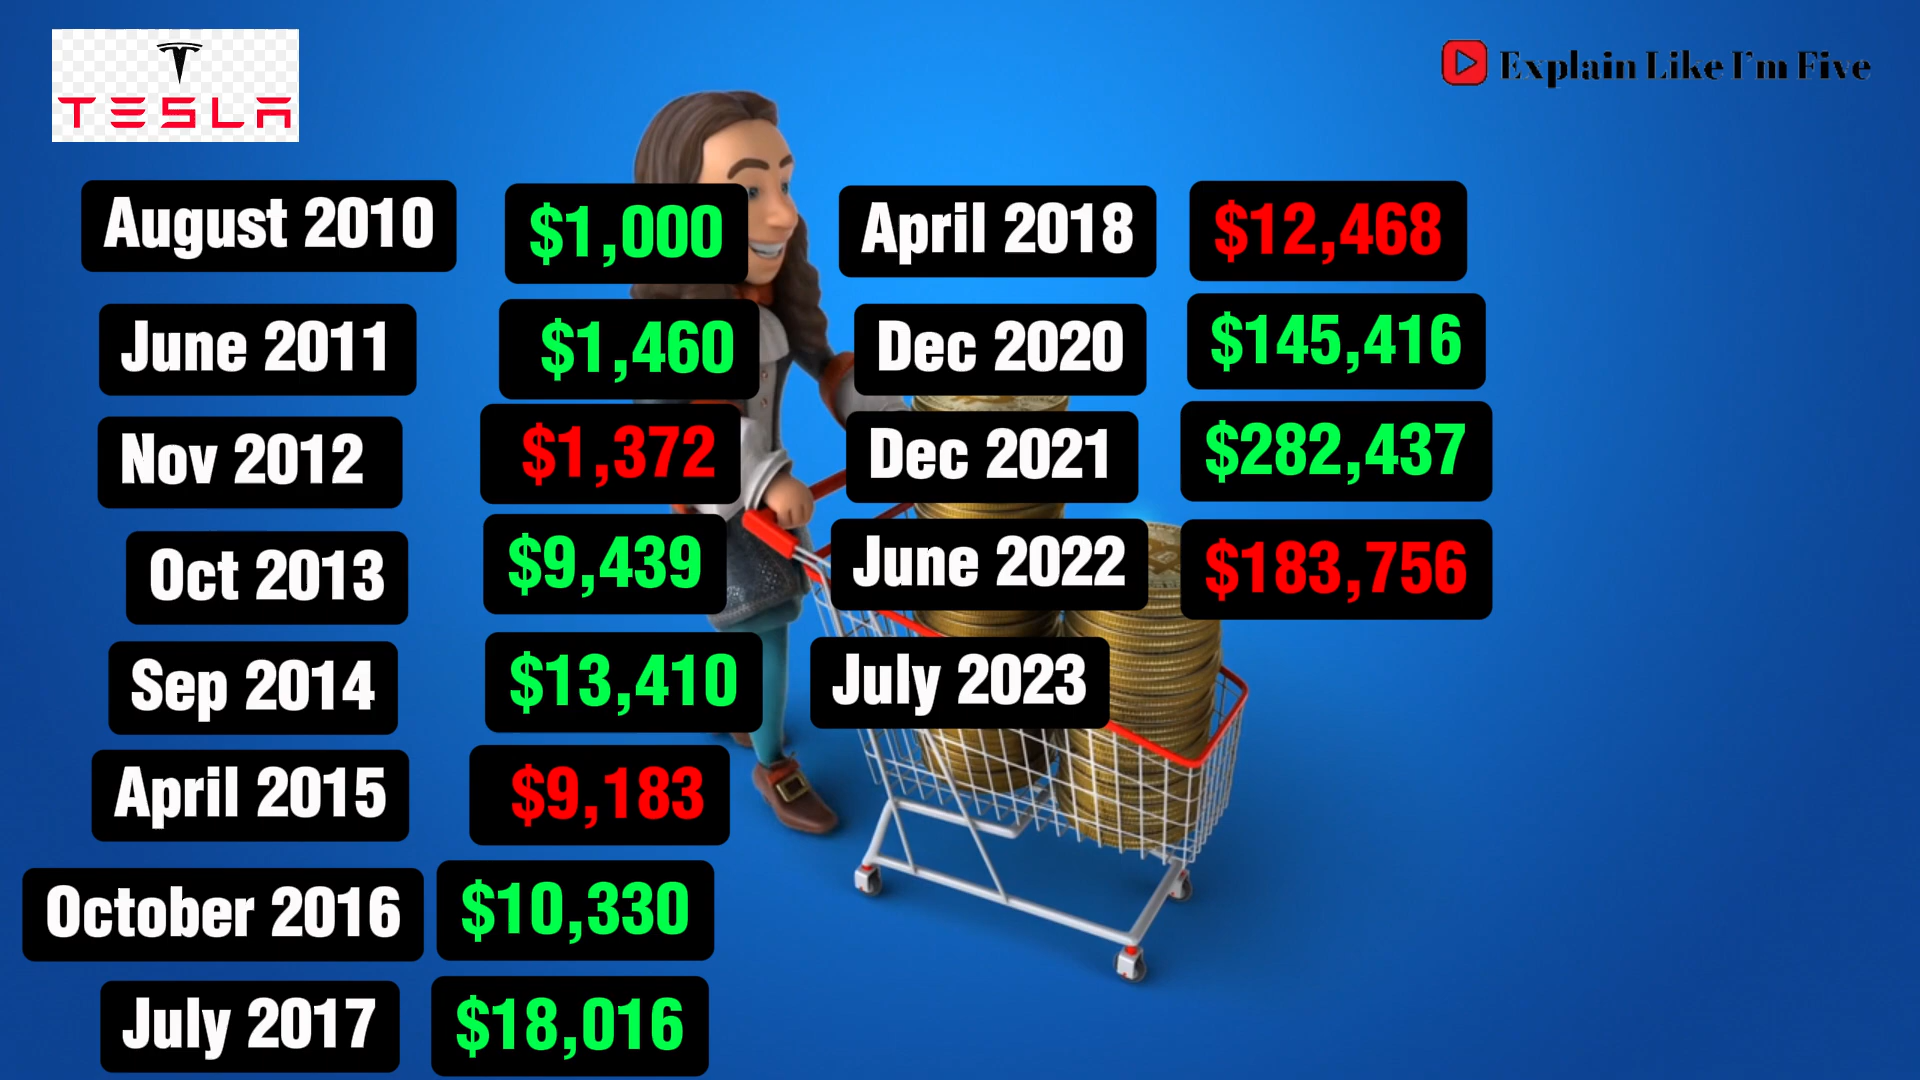 TESLA
Explain Like I'm Five
August 2010 $1,000
June 2011 $1,460
Nov 2012 $1,372
Oct 2013 $9,439
Sep 2014 $13,410
April 2015 $9,183
October 2016 $10,330
July 2017 $18,016
April 2018 $12,468
Dec 2020 $145,416
Dec 2021 $282,437
June 2022 $183,756
July 2023